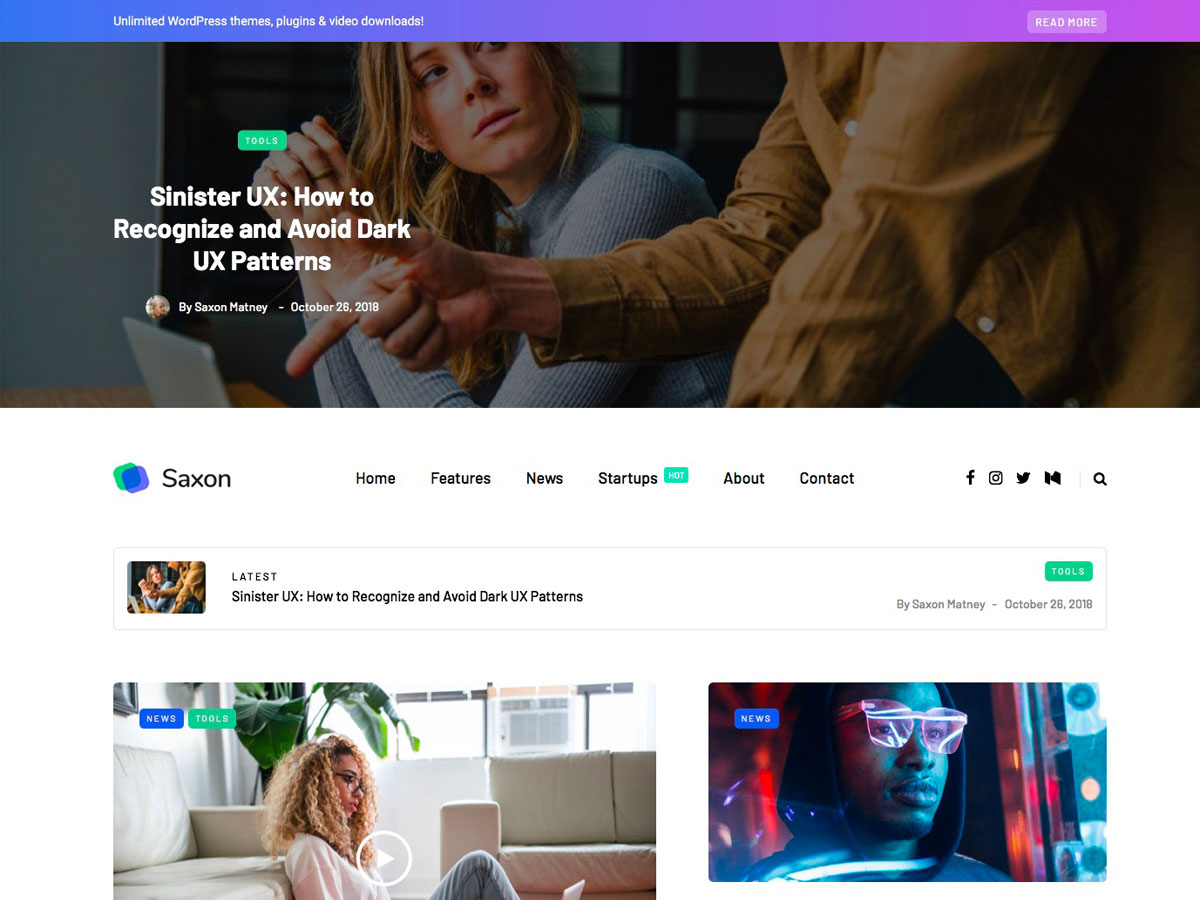 Unlimited WordPress themes, plugins & video downloads!
READ MORE
TOOLS
Sinister UX: How to
Recognize and Avoid Dark
UX Patterns
By Saxon Matney - October 26, 2018
Saxon
Home Features News Startups HOT About Contact
LATEST
Sinister UX: How to Recognize and Avoid Dark UX Patterns
TOOLS
By Saxon Matney - October 26, 2018
NEWS TOOLS
NEWS